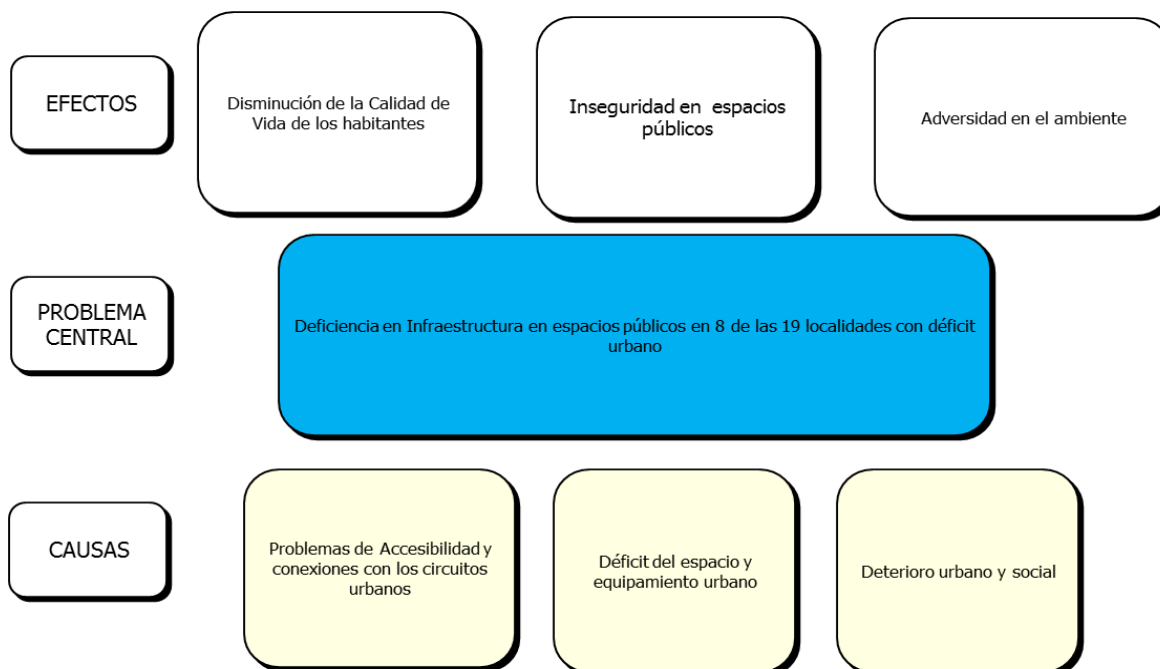 EFECTOS
Disminución de la Calidad de
Vida de los habitantes
Inseguridad en espacios
públicos
Adversidad en el ambiente
PROBLEMA
CENTRAL
Deficiencia en Infraestructura en espacios públicos en 8 de las 19 localidades con déficit
urbano
CAUSAS
Problemas de Accesibilidad y
conexiones con los circuitos
urbanos
Déficit del espacio y
equipamiento urbano
Deterioro urbano y social